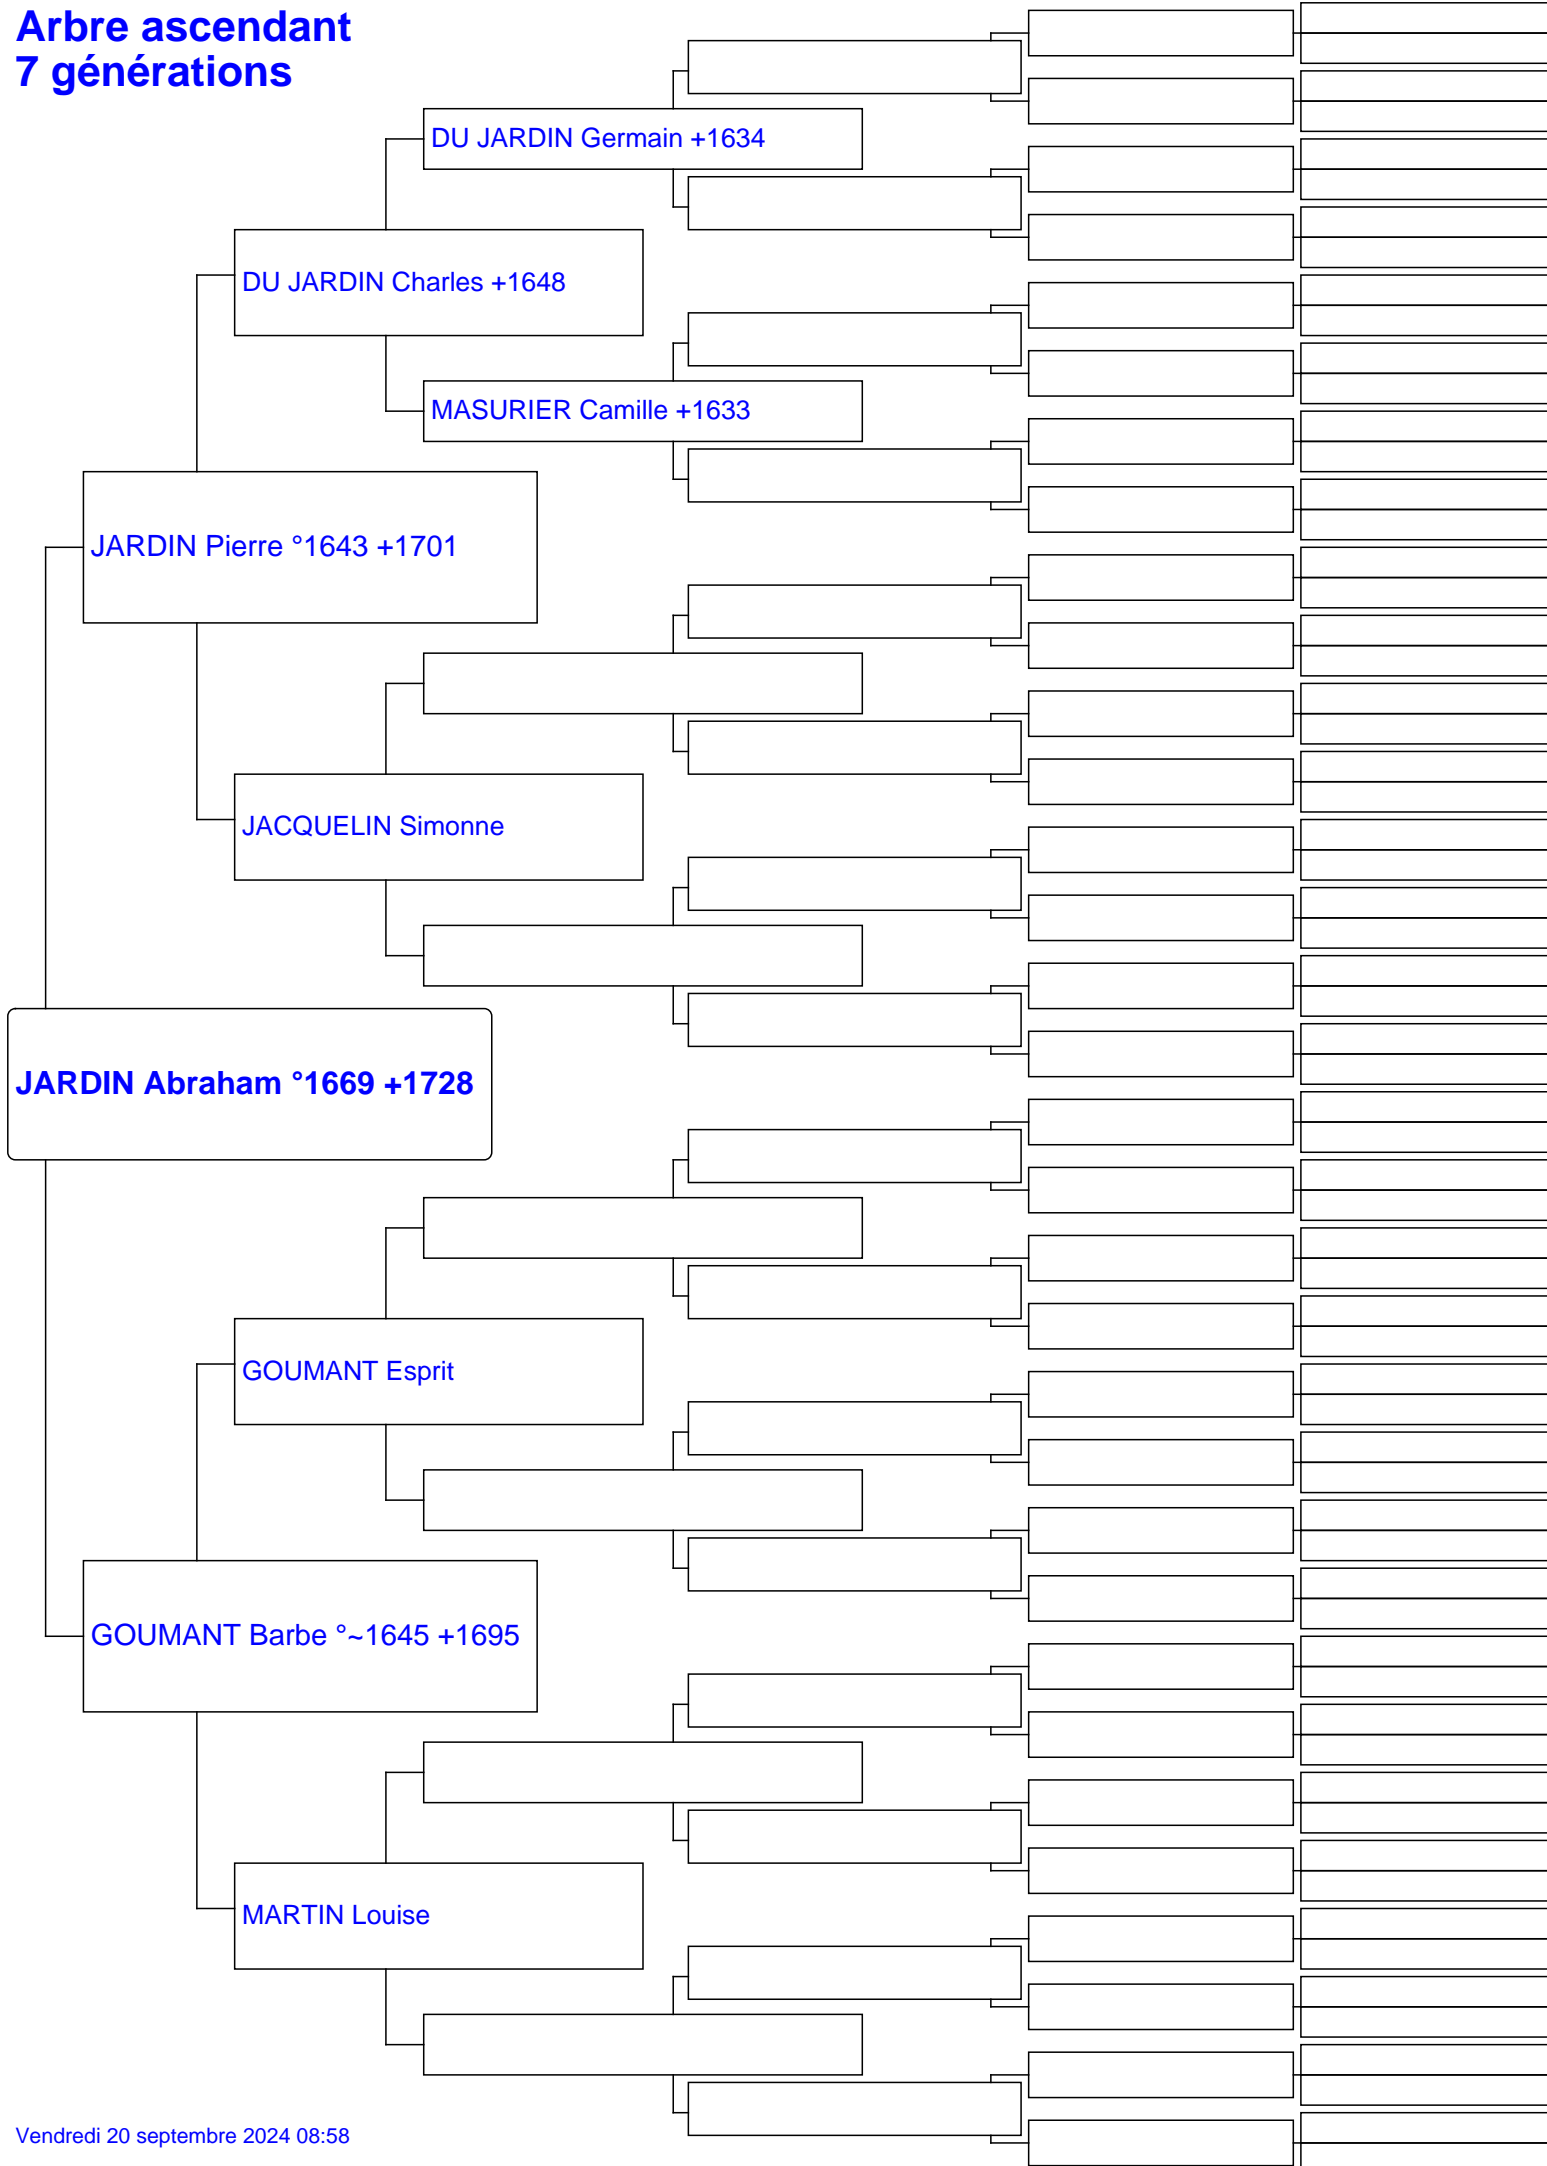 Arbre ascendant
7 générations
DU JARDIN Germain +1634
DU JARDIN Charles +1648
MASURIER Camille +1633
JARDIN Pierre °1643 +1701
JACQUELIN Simonne
JARDIN Abraham °1669 +1728
GOUMANT Esprit
GOUMANT Barbe °~1645 +1695
MARTIN Louise
Vendredi 20 septembre 2024 08:58